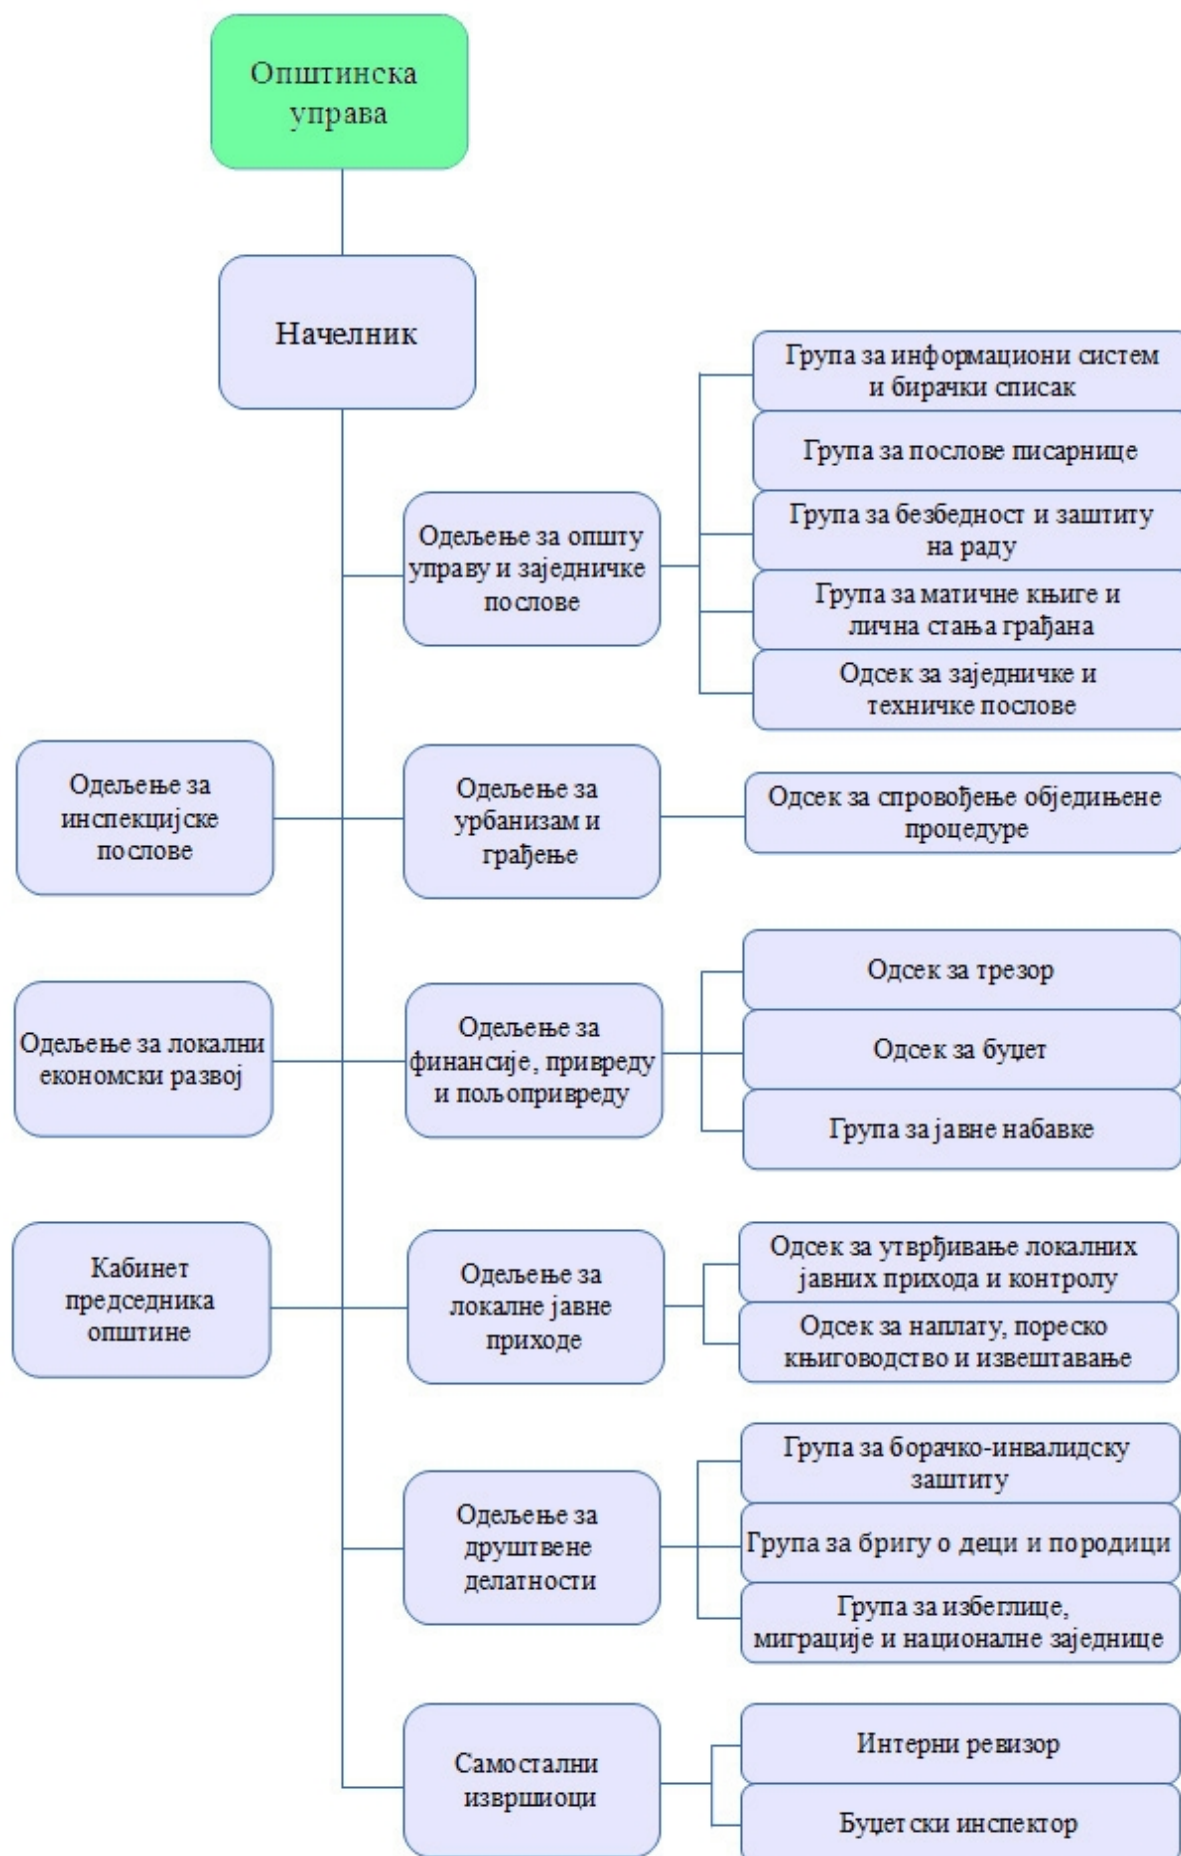 Општинска
управа
Начелник
Група за информациони систем
и бирачки списак
Група за послове писарнице
Група за безбедност и заштиту
на раду
Група за матичне књиге и
лична стања грађана
Одсек за заједничке и
техничке послове
Одељење за општу
управу и заједничке
послове
Одељење за
инспекцијске
послове
Одељење за
урбанизам и
грађење
Одсек за спровођење обједињене
процедуре
Одељење за локални
економски развој
Одељење за
финансије, привреду
и пољопривреду
Одсек за трезор
Одсек за буџет
Група за јавне набавке
Кабинет
председника
општине
Одељење за
локалне јавне
приходе
Одсек за утврђивање локалних
јавних прихода и контролу
Одсек за наплату, пореско
књиговодство и извештавање
Одељење за
друштвене
делатности
Група за борачко-инвалидску
заштиту
Група за бригу о деци и породици
Група за избеглице,
миграције и националне заједнице
Самостални
извршиоци
Интерни ревизор
Буџетски инспектор